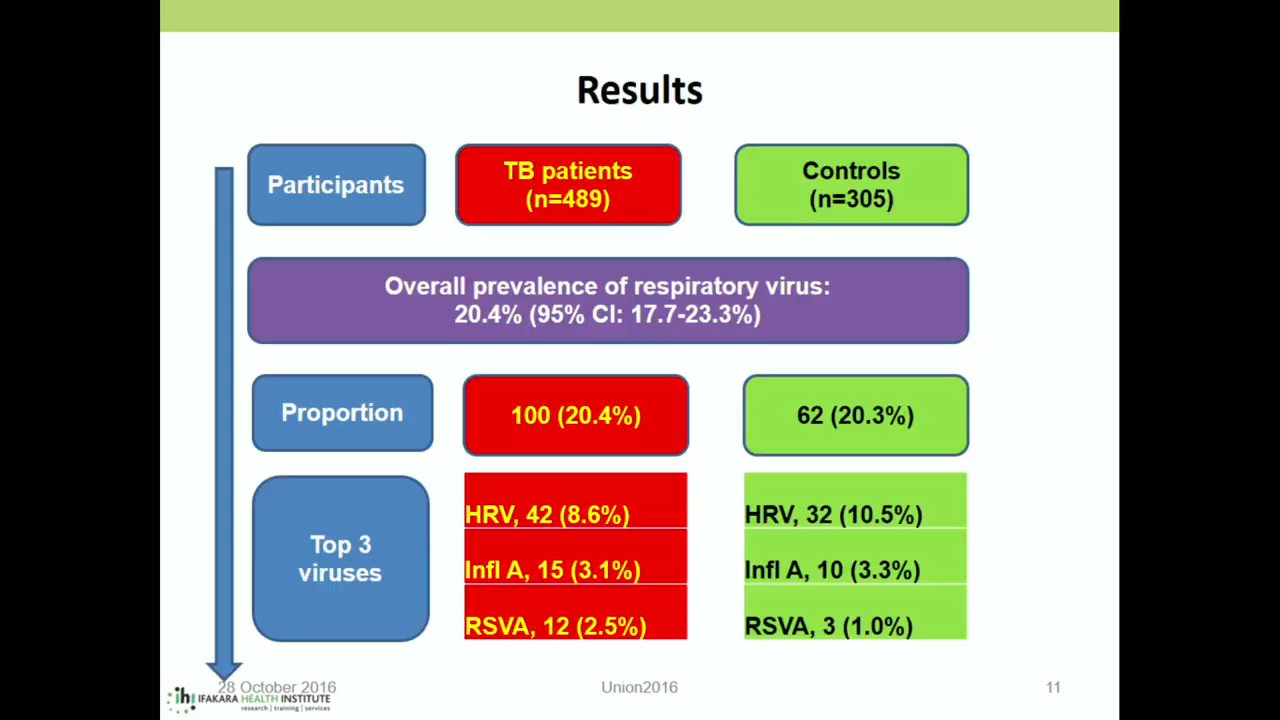 Results
Participants
TB patients
(n=489)
Controls
(n=305)
Overall prevalence of respiratory virus:
20.4% (95% CI: 17.7-23.3%)
Proportion
100 (20.4%)
62 (20.3%)
Top 3
viruses
HRV, 42 (8.6%)
Infl A, 15 (3.1%)
RSVA, 12 (2.5%)
HRV, 32 (10.5%)
Infl A, 10 (3.3%)
RSVA, 3 (1.0%)
28 October 2016
Union2016
11
ihi
IFAKARA HEALTH INSTITUTE
research | training | services